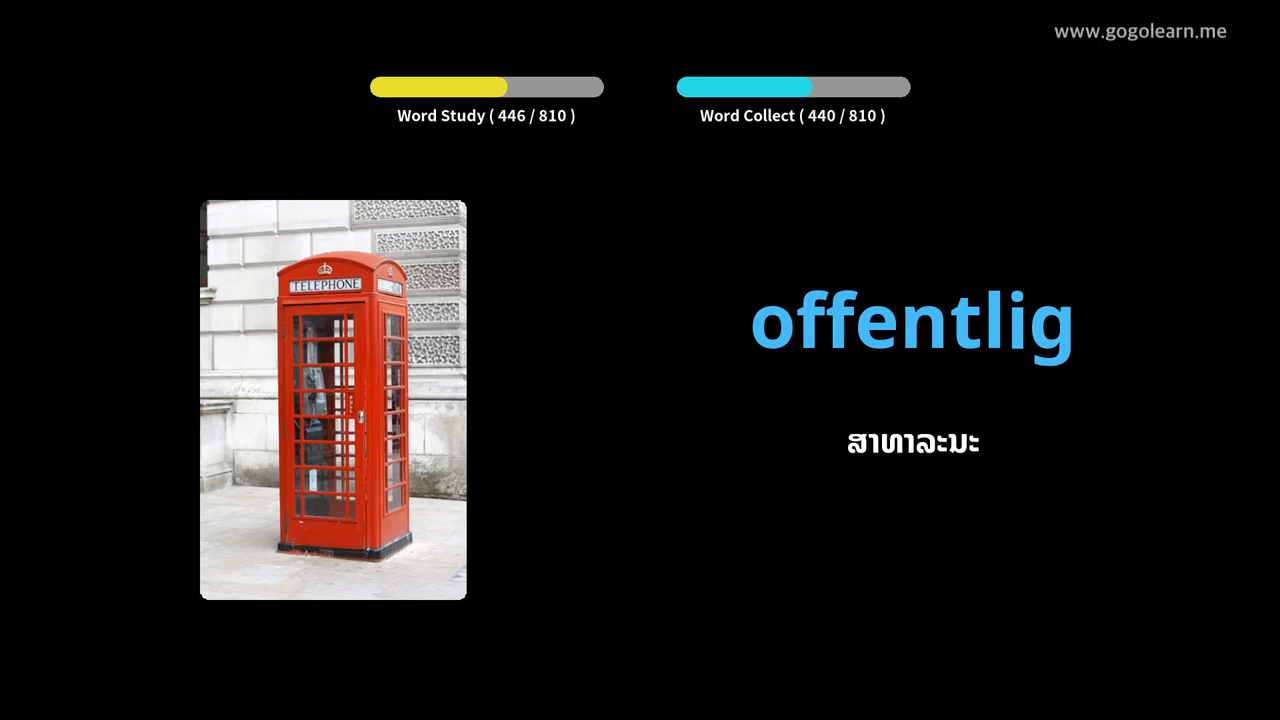 www.gogolearn.me
Word Study ( 446 / 810 )
Word Collect ( 440 / 810 )
TELEPHONE
offentlig
ສາທາລະນະ